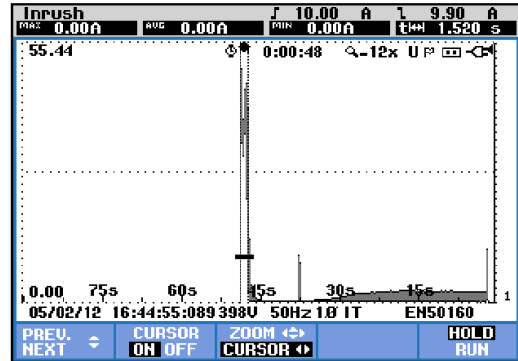 Inrush 10.00 A 9.90 A
MAX 0.00A AVG 0.00A MIN 0.00A t 1.520 s
55.44 0:00:48 -12x U
0.00 75s 60s 45s 30s 15s 1
05/02/12 16:44:55:089 398V 50Hz 1Ø IT EN50160
PREV. CURSOR ZOOM HOLD
NEXT ON OFF CURSOR RUN